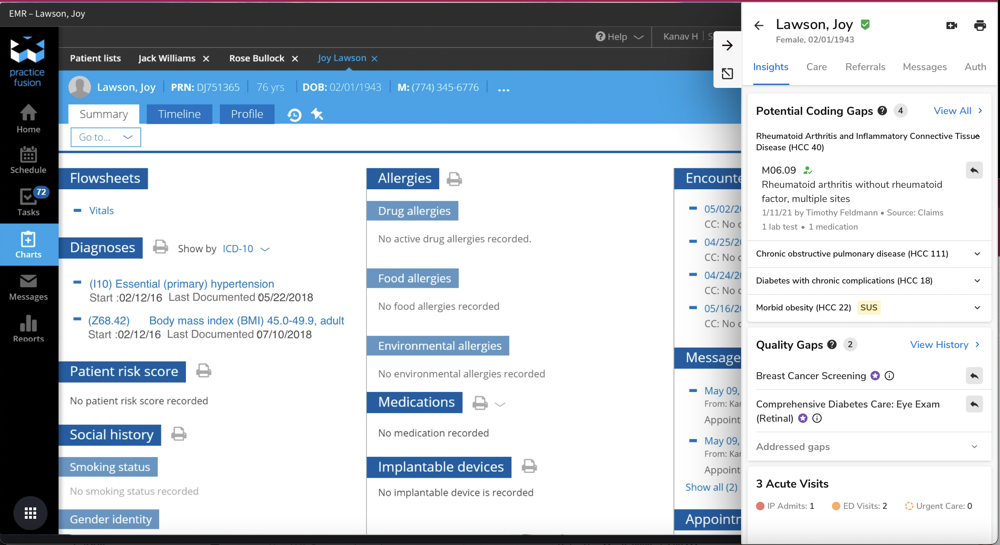 EMR – Lawson, Joy
Help
Kanav H
practice
fusion
Patient lists
Jack Williams
Rose Bullock
Joy Lawson
Lawson, Joy
PRN: DJ751365
76 yrs
DOB: 02/01/1943
M: (774) 345-6776
...
Summary
Timeline
Profile
Go to...
Home
Schedule
72
Tasks
Charts
Messages
Reports
Flowsheets
Vitals
Diagnoses
Show by ICD-10
(I10) Essential (primary) hypertension
Start :02/12/16 Last Documented 05/22/2018
(Z68.42) Body mass index (BMI) 45.0-49.9, adult
Start :02/12/16 Last Documented 07/10/2018
Patient risk score
No patient risk score recorded
Social history
Smoking status
No smoking status recorded
Gender identity
Allergies
Drug allergies
No active drug allergies recorded.
Food allergies
No food allergies recorded
Environmental allergies
No environmental allergies recorded
Medications
No medication recorded
Implantable devices
No implantable device is recorded
Encounte
05/02/20
CC: No c
04/25/20
CC: No c
04/24/20
CC: No c
05/16/20
CC: No c
Message
May 09,
From: Kar
Appoint
May 09,
From: Kar
Appoint
Show all (2)
Appointr
Lawson, Joy
Female, 02/01/1943
Insights
Care
Referrals
Messages
Auth
Potential Coding Gaps
4
View All
Rheumatoid Arthritis and Inflammatory Connective Tissue
Disease (HCC 40)
M06.09
Rheumatoid arthritis without rheumatoid
factor, multiple sites
1/11/21 by Timothy Feldmann • Source: Claims
1 lab test • 1 medication
Chronic obstructive pulmonary disease (HCC 111)
Diabetes with chronic complications (HCC 18)
Morbid obesity (HCC 22) SUS
Quality Gaps
2
View History
Breast Cancer Screening
Comprehensive Diabetes Care: Eye Exam
(Retinal)
Addressed gaps
3 Acute Visits
IP Admits: 1
ED Visits: 2
Urgent Care: 0